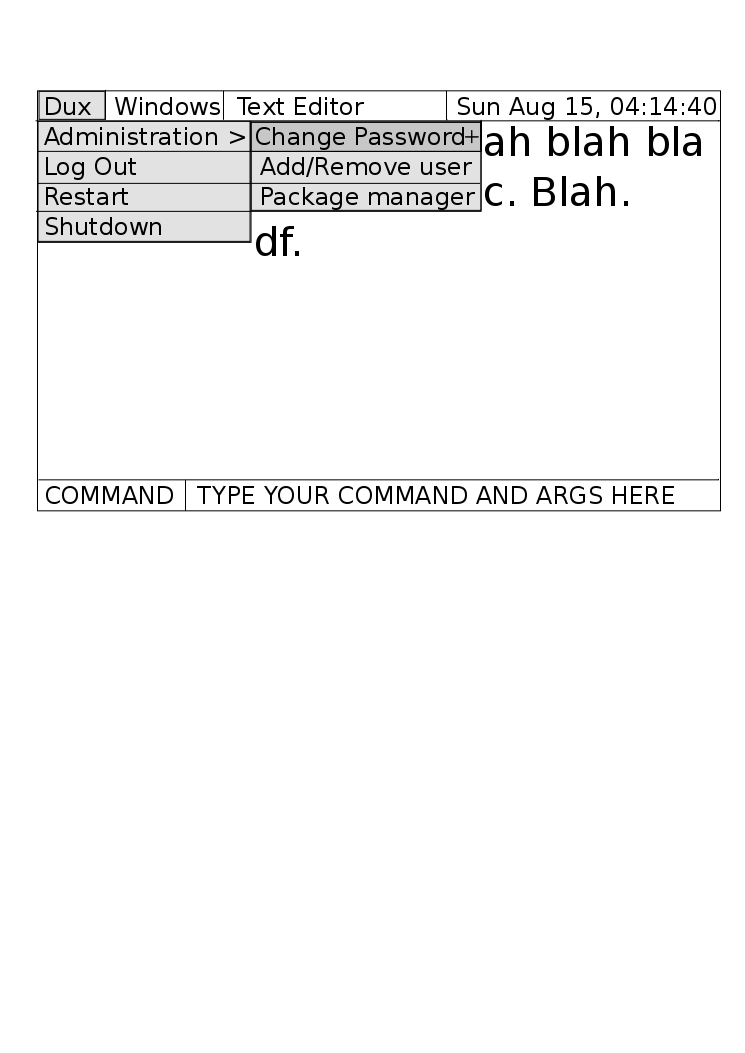 Dux Windows Text Editor Sun Aug 15, 04:14:40
Administration > Change Password+ ah blah bla
Log Out Add/Remove user
Restart Package manager c. Blah.
Shutdown df.
COMMAND TYPE YOUR COMMAND AND ARGS HERE